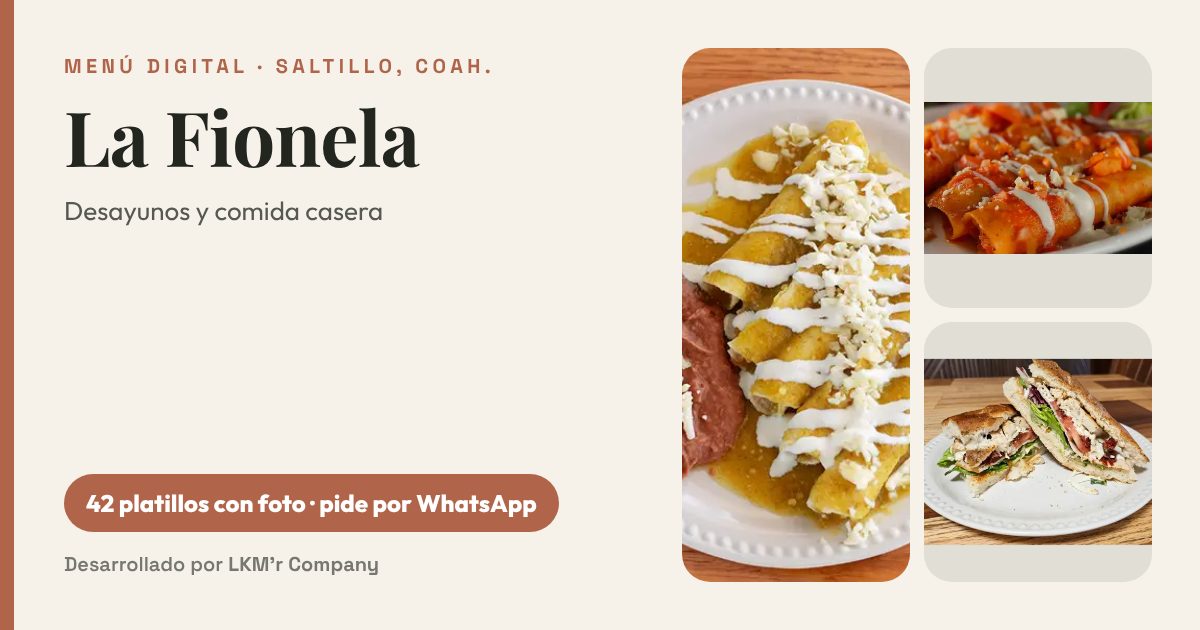 MENÚ DIGITAL · SALTILLO, COAH.
La Fionela
Desayunos y comida casera
42 platillos con foto · pide por WhatsApp
Desarrollado por LKM’r Company